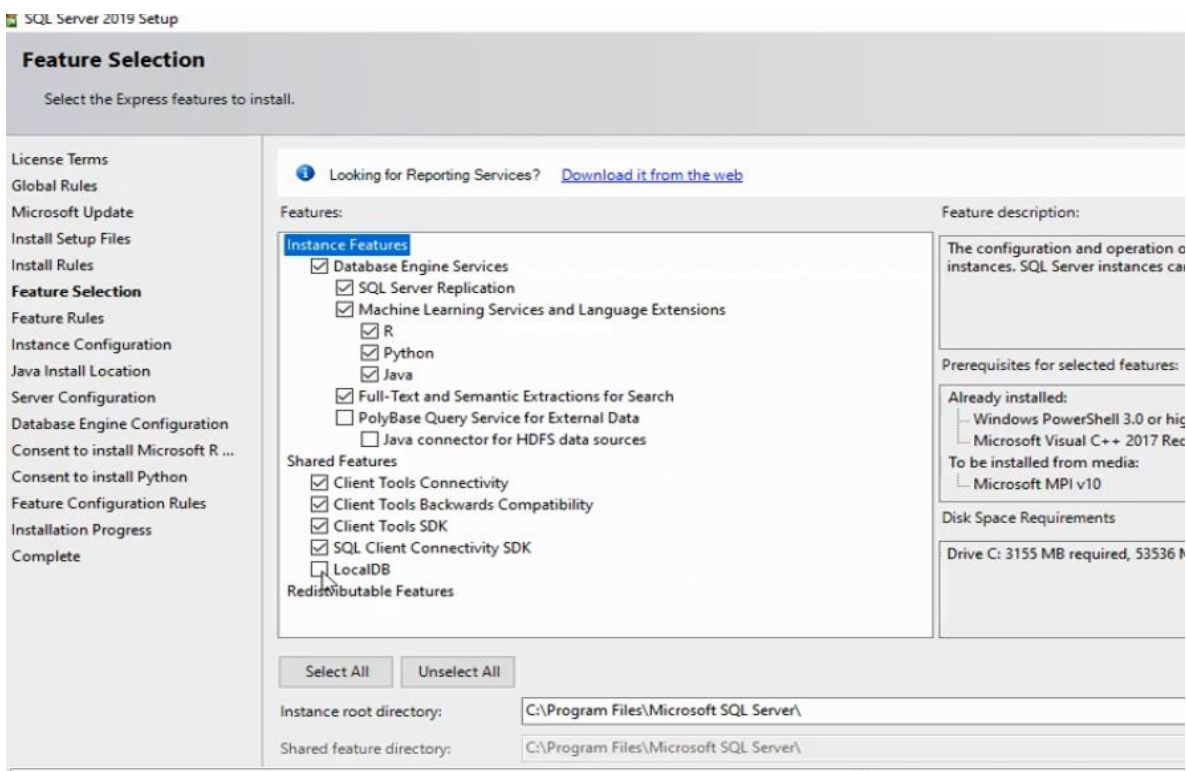 SQL Server 2019 Setup
Feature Selection
Select the Express features to install.
License Terms
Global Rules
Microsoft Update
Install Setup Files
Install Rules
Feature Selection
Feature Rules
Instance Configuration
Java Install Location
Server Configuration
Database Engine Configuration
Consent to install Microsoft R ...
Consent to install Python
Feature Configuration Rules
Installation Progress
Complete
Looking for Reporting Services? Download it from the web
Features:
Instance Features
Database Engine Services
SQL Server Replication
Machine Learning Services and Language Extensions
R
Python
Java
Full-Text and Semantic Extractions for Search
PolyBase Query Service for External Data
Java connector for HDFS data sources
Shared Features
Client Tools Connectivity
Client Tools Backwards Compatibility
Client Tools SDK
SQL Client Connectivity SDK
LocalDB
Redistributable Features
Feature description:
The configuration and operation
instances. SQL Server instances
Prerequisites for selected features:
Already installed:
Windows PowerShell 3.0 or
Microsoft Visual C++ 2017
To be installed from media:
Microsoft MPI v10
Disk Space Requirements
Drive C: 3155 MB required, 53536
Select All
Unselect All
Instance root directory:
C:\Program Files\Microsoft SQL Server\
Shared feature directory:
C:\Program Files\Microsoft SQL Server\